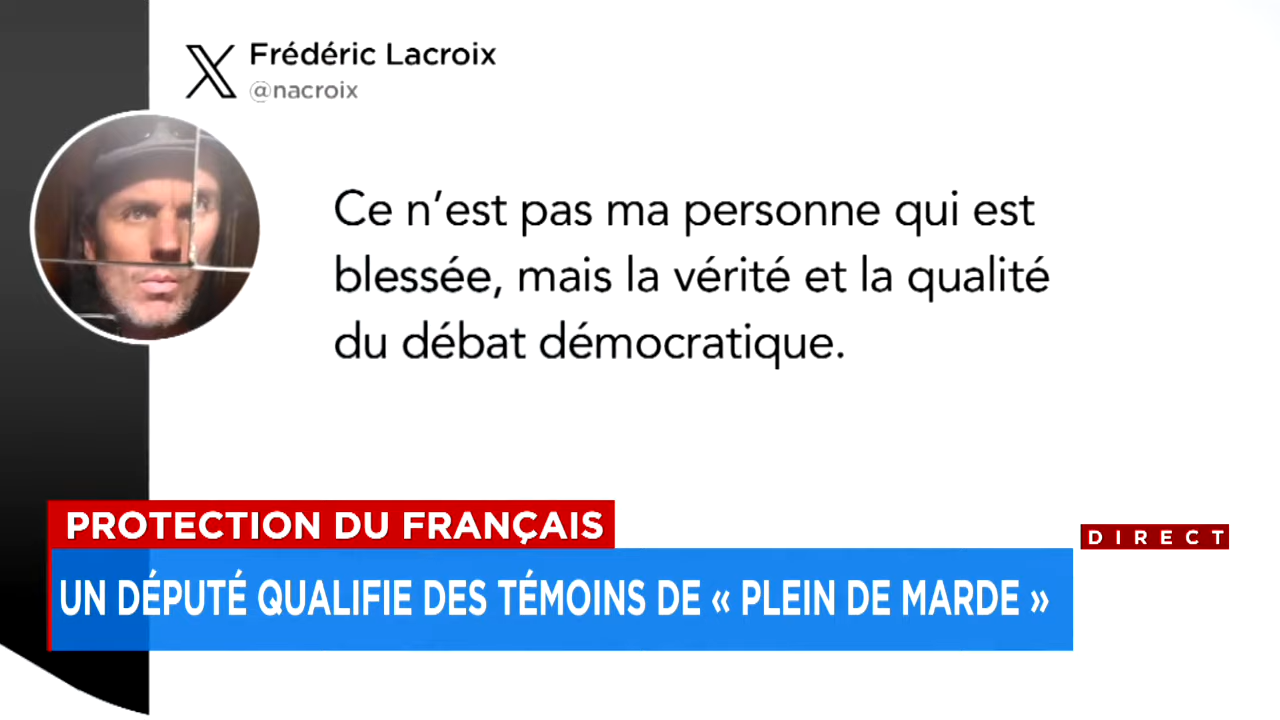 Frédéric Lacroix
@nacroix
Ce n'est pas ma personne qui est
blessée, mais la vérité et la qualité
du débat démocratique.
PROTECTION DU FRANÇAIS
DIRECT
UN DÉPUTÉ QUALIFIE DES TÉMOINS DE « PLEIN DE MARDE »